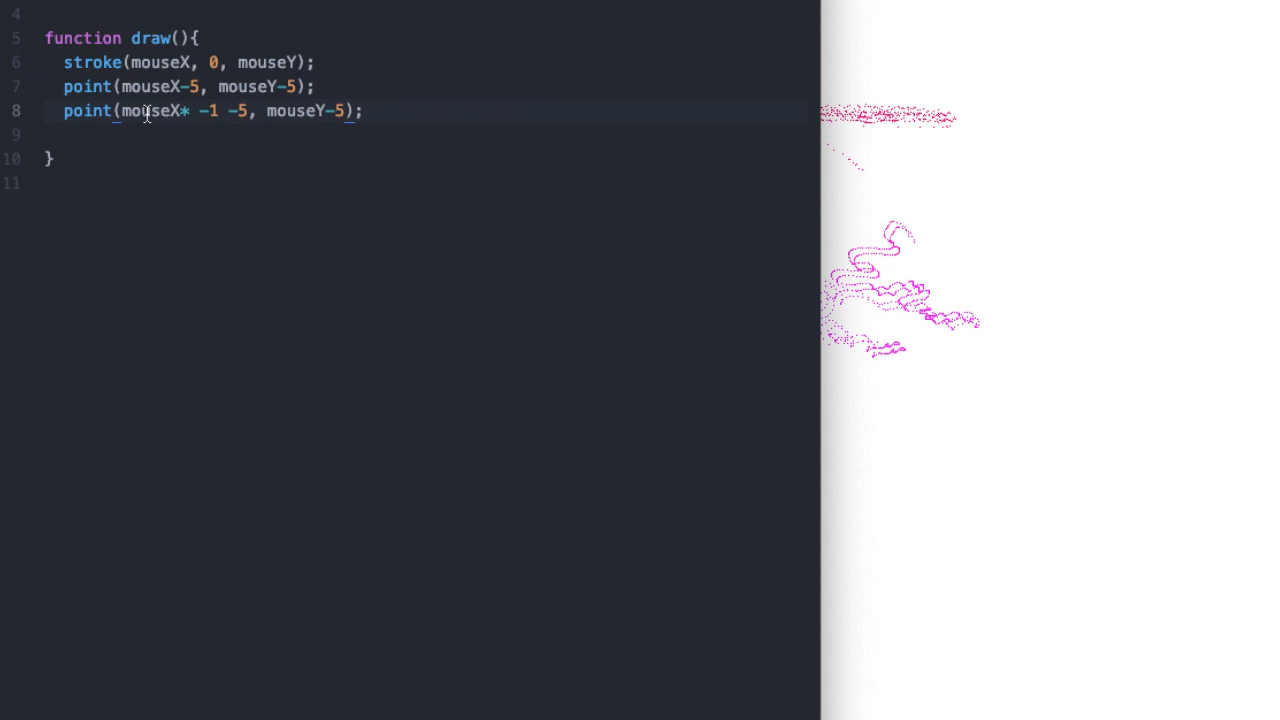 4
5 function draw(){
6 stroke(mouseX, 0, mouseY);
7 point(mouseX-5, mouseY-5);
8 point(mouseX* -1 -5, mouseY-5);
9
10 }
11